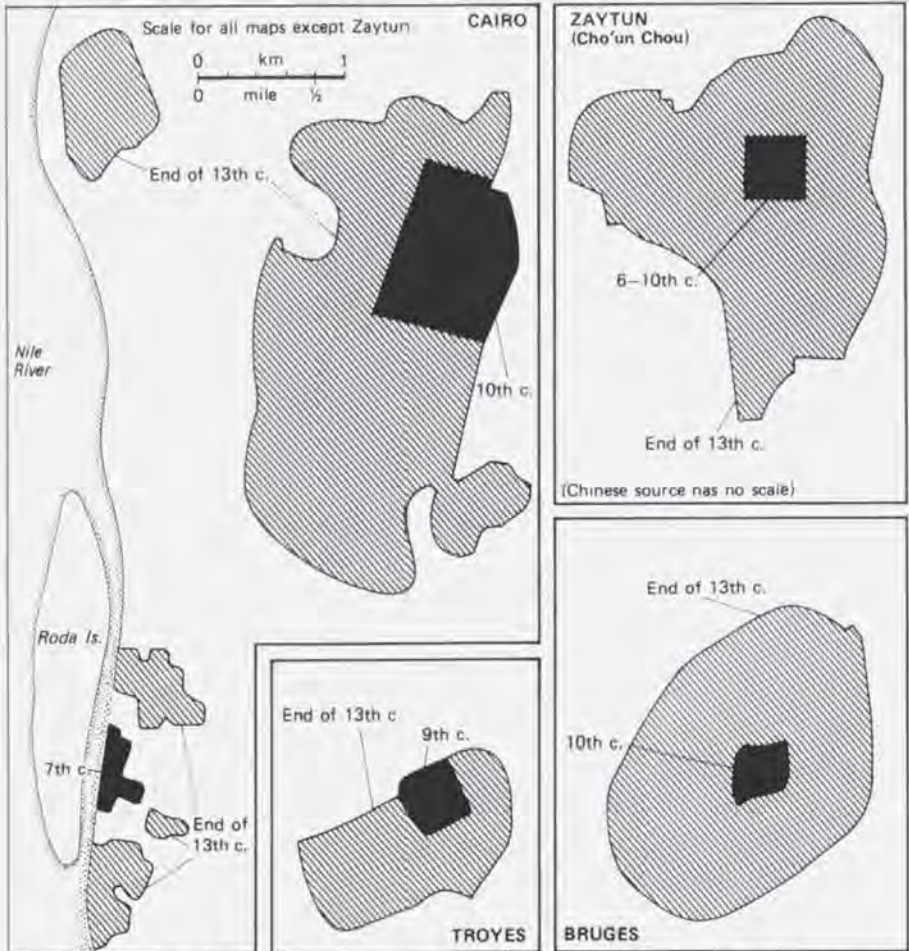 CAIRO
Scale for all maps except Zaytun
0 km 1
0 mile ½
End of 13th c.
10th c.
Nile
River
Roda Is.
7th c.
End of
13th c.
ZAYTUN
(Cho'un Chou)
6–10th c.
End of 13th c.
(Chinese source nas no scale)
End of 13th c
9th c.
TROYES
End of 13th c.
10th c.
BRUGES